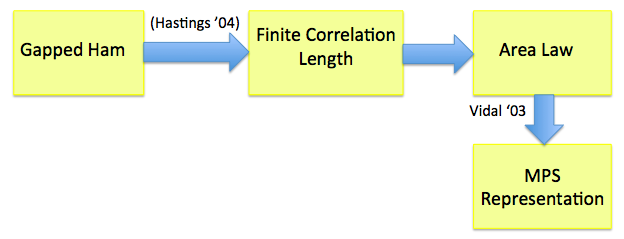 Gapped Ham
(Hastings ’04)
Finite Correlation
Length
Area Law
Vidal ‘03
MPS
Representation